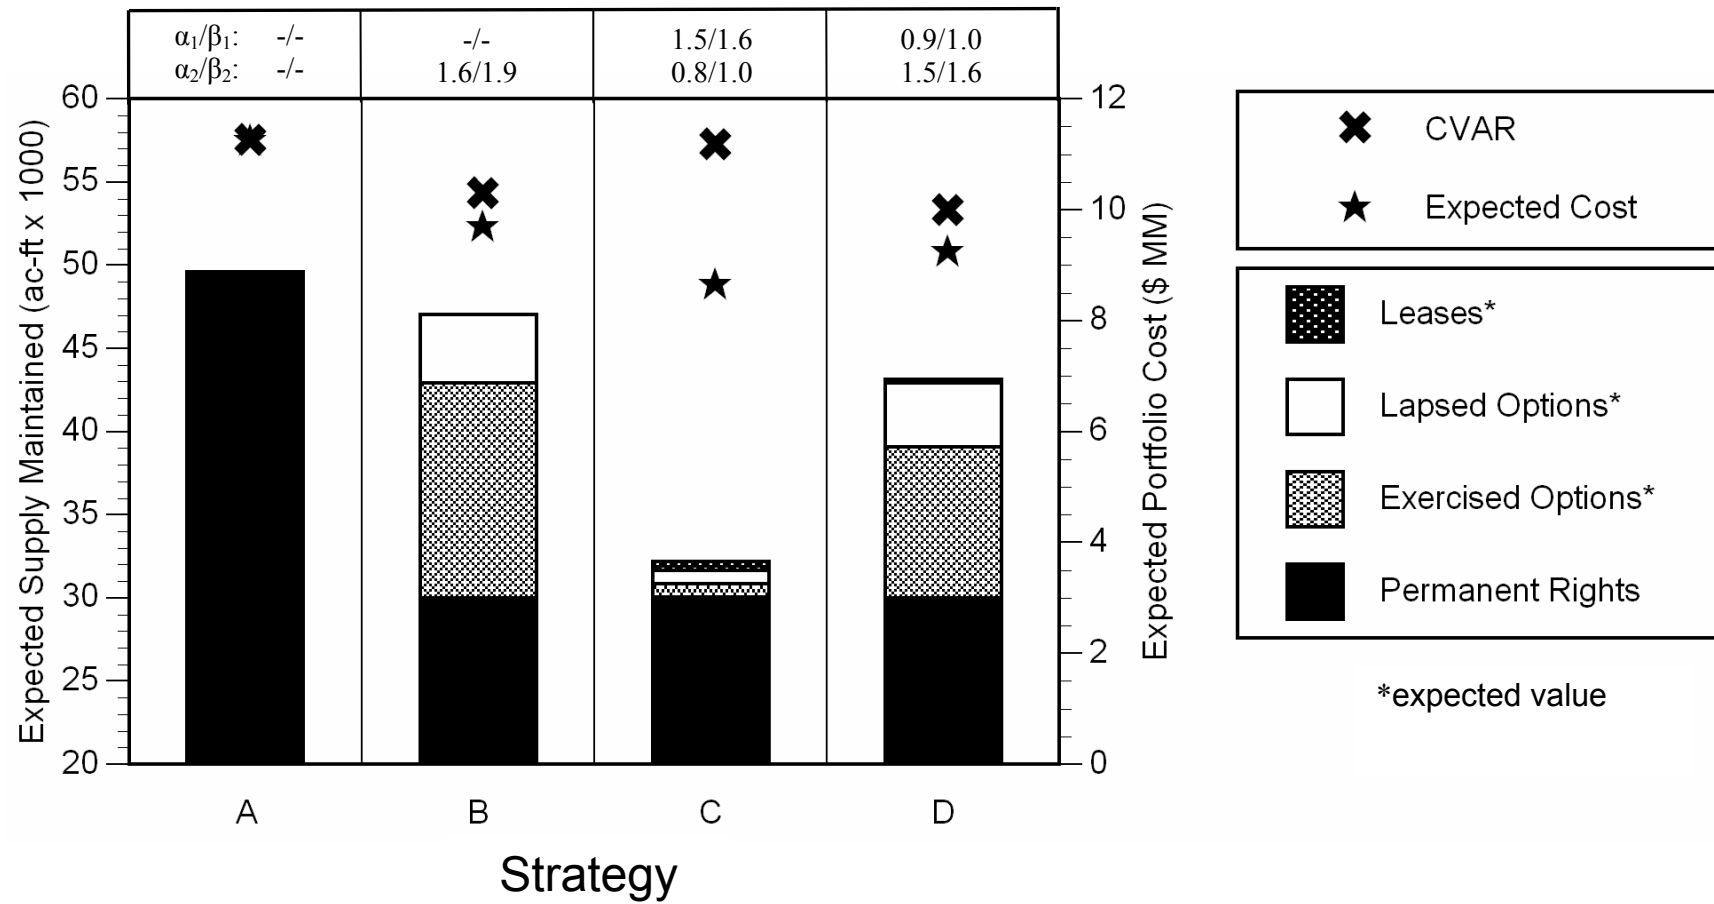 α₁/β₁: -/- -/- 1.5/1.6 0.9/1.0
α₂/β₂: -/- 1.6/1.9 0.8/1.0 1.5/1.6
Expected Supply Maintained (ac-ft x 1000)
60
55
50
45
40
35
30
25
20
12
10
8
6
4
2
0
Expected Portfolio Cost ($ MM)
A B C D
Strategy
CVAR
Expected Cost
Leases*
Lapsed Options*
Exercised Options*
Permanent Rights
*expected value